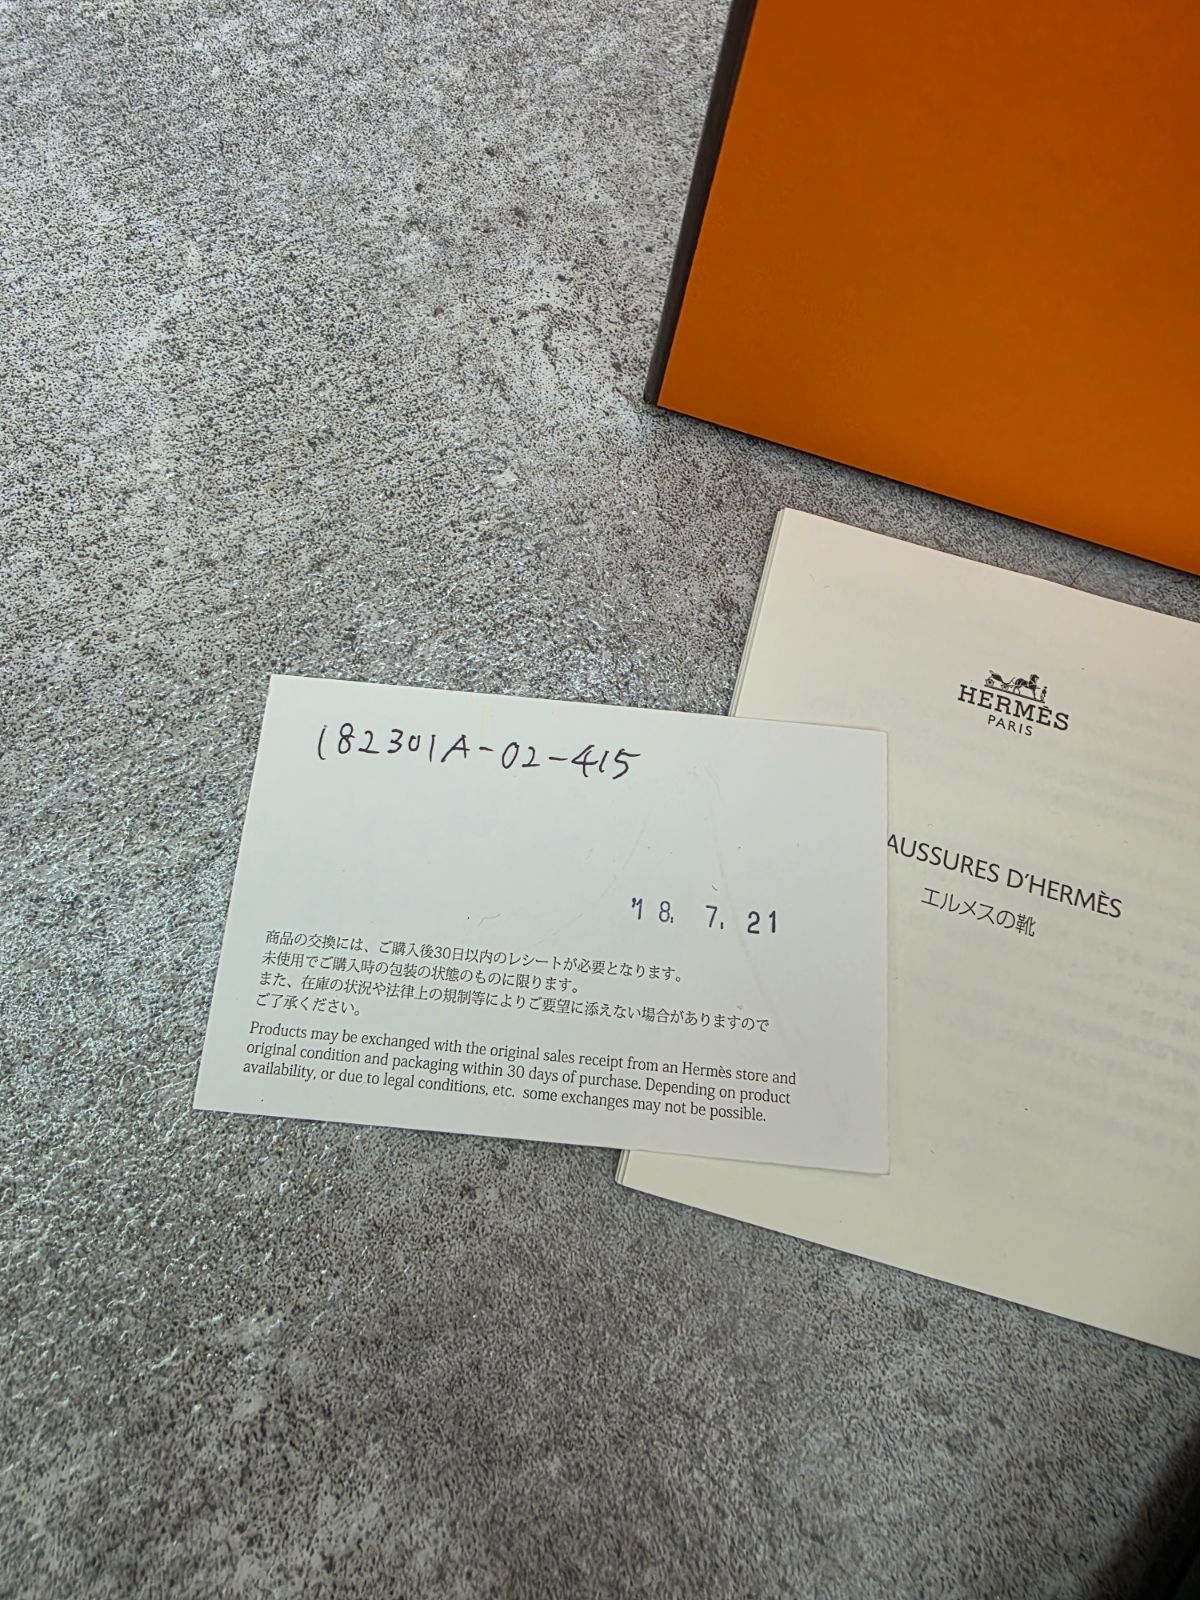 HERMÈS
PARIS
AUSSURES D'HERMÈS
エルメスの靴
182301A-02-415
'18. 7. 21
商品の交換には、ご購入後30日以内のレシートが必要となります。
未使用でご購入時の包装の状態のものに限ります。
また、在庫の状況や法律上の規制等によりご要望に添えない場合がありますので
ご了承ください。
Products may be exchanged with the original sales receipt from an Hermès store and
original condition and packaging within 30 days of purchase. Depending on product
availability, or due to legal conditions, etc. some exchanges may not be possible.